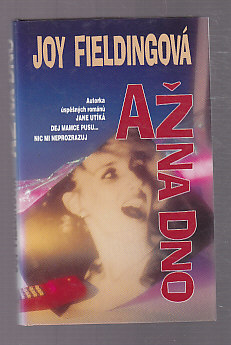 JOY FIELDINGOVÁ
Autorka
úspěšných románů
JANE UTÍKÁ
DEJ MAMCE PUSU...
NIC MI NEPROZRAZUJ
AŽ NA DNO